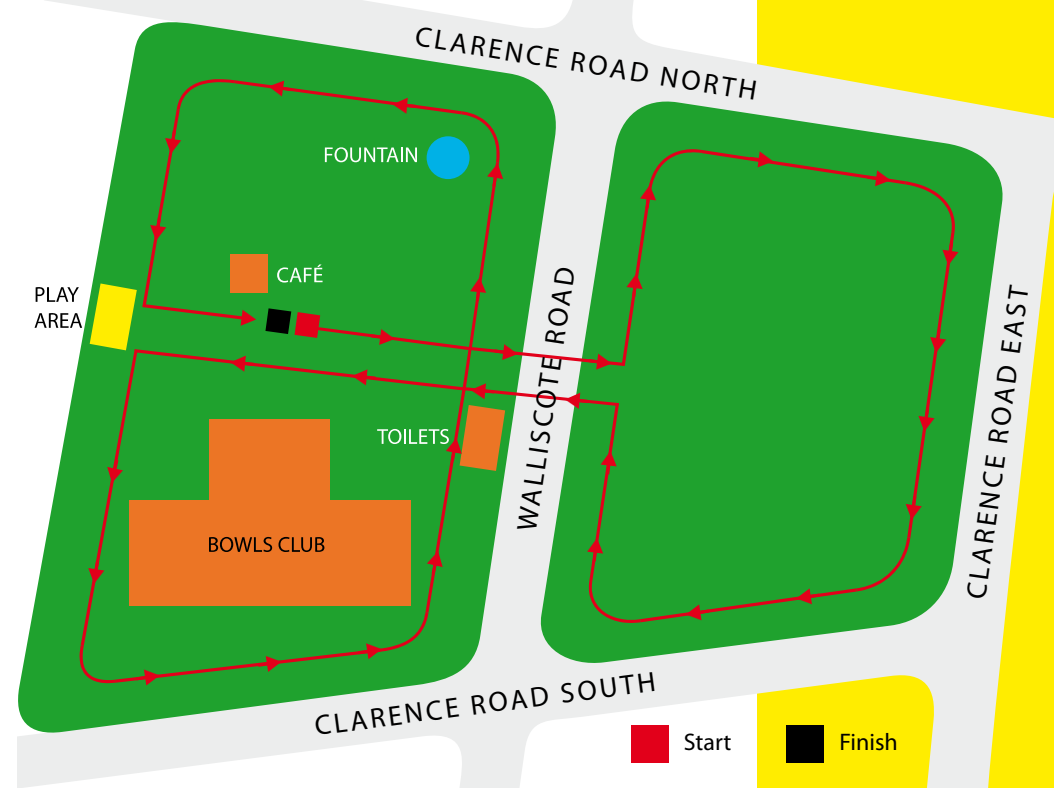 CLARENCE ROAD NORTH
FOUNTAIN
CAFÉ
PLAY
AREA
WALLISCOTE ROAD
CLARENCE ROAD EAST
TOILETS
BOWLS CLUB
CLARENCE ROAD SOUTH
Start
Finish